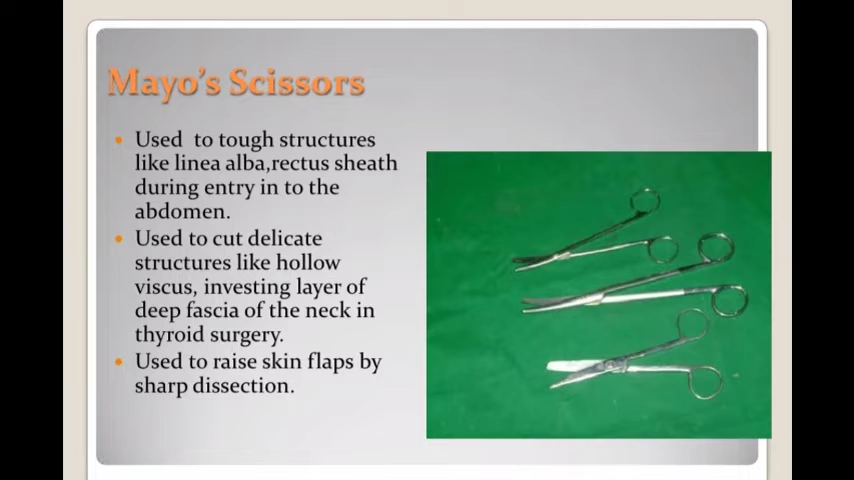 Mayo's Scissors
Used to tough structures
like linea alba,rectus sheath
during entry in to the
abdomen.
Used to cut delicate
structures like hollow
viscus, investing layer of
deep fascia of the neck in
thyroid surgery.
Used to raise skin flaps by
sharp dissection.